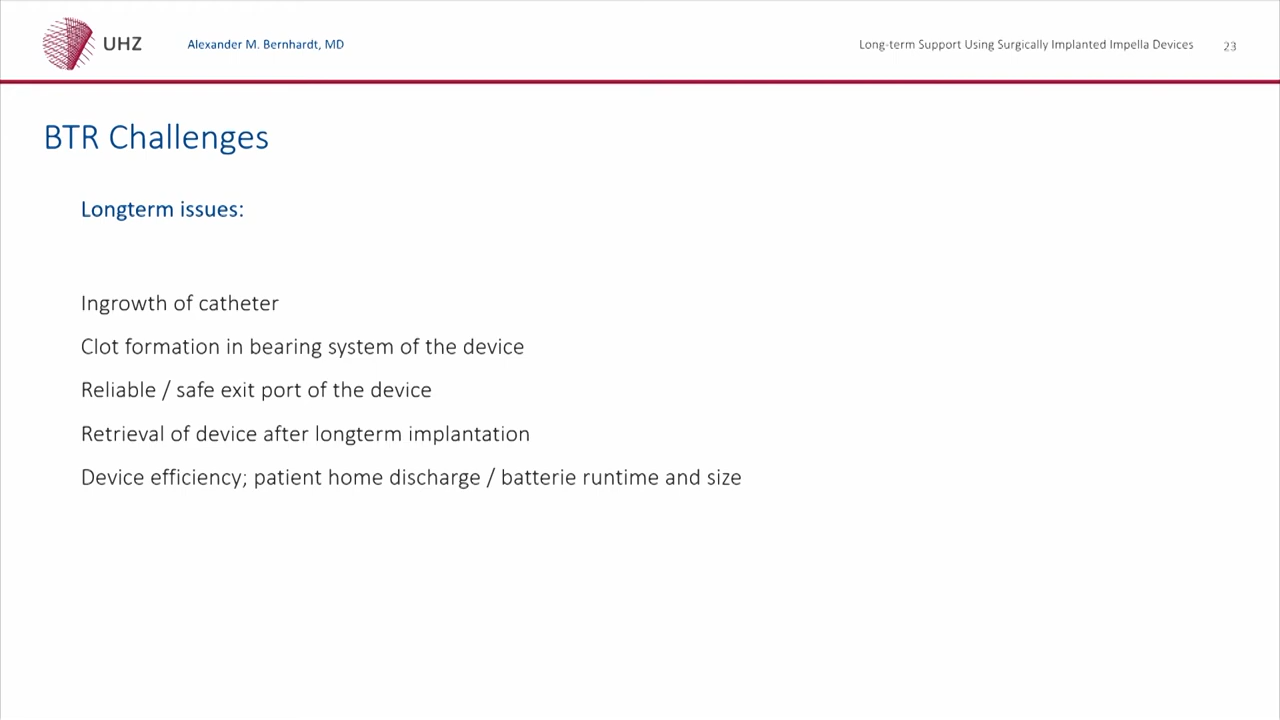 UHZ
Alexander M. Bernhardt, MD
Long-term Support Using Surgically Implanted Impella Devices
23
BTR Challenges
Longterm issues:
Ingrowth of catheter
Clot formation in bearing system of the device
Reliable / safe exit port of the device
Retrieval of device after longterm implantation
Device efficiency; patient home discharge / batterie runtime and size